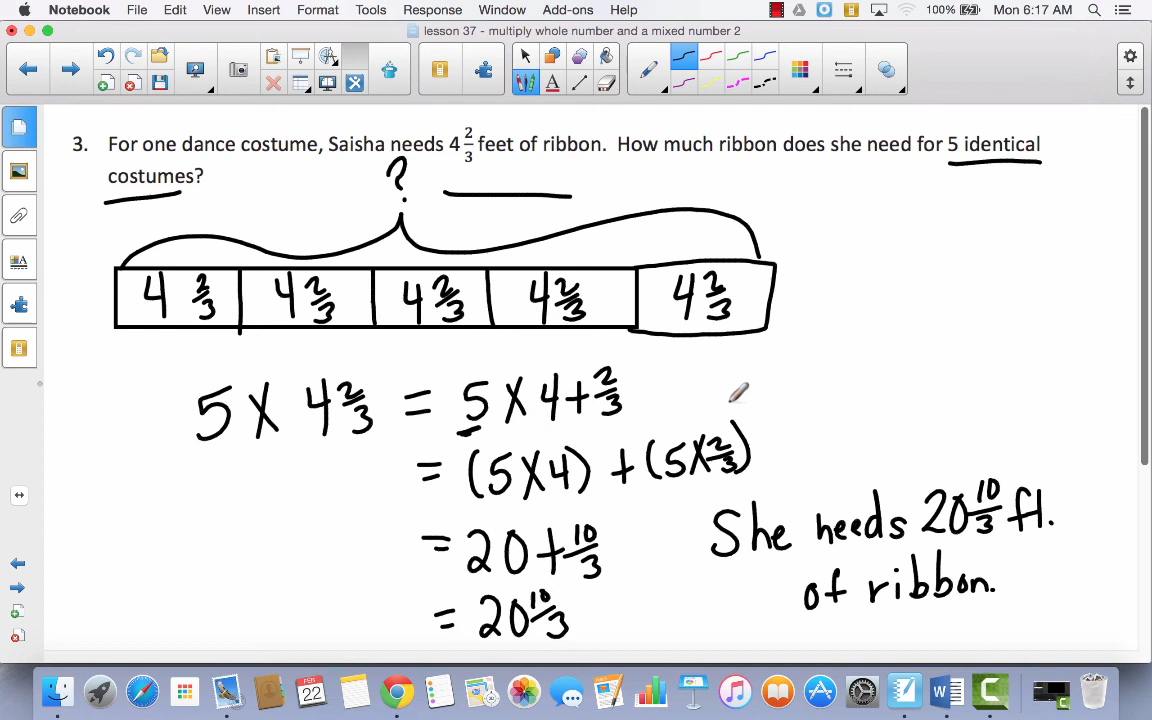 Notebook File Edit View Insert Format Tools Response Window Add-ons Help 100% Mon 6:17 AM
lesson 37 - multiply whole number and a mixed number 2
3. For one dance costume, Saisha needs 4 2/3 feet of ribbon. How much ribbon does she need for 5 identical
costumes?
?
4 2/3 4 2/3 4 2/3 4 2/3 4 2/3
5 X 4 2/3 = 5 X 4 + 2/3
= (5 X 4) + (5 X 2/3)
= 20 + 10/3
= 20 10/3
She needs 20 10/3 ft.
of ribbon.
FEB
22